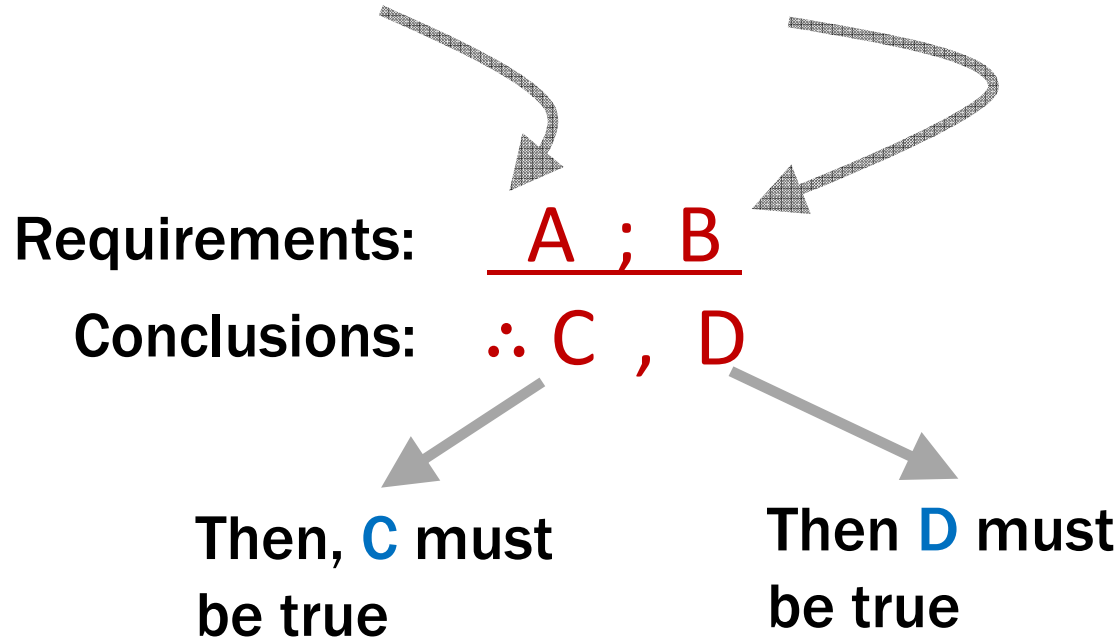 Requirements: A ; B
Conclusions: ∴ C , D
Then, C must
be true
Then D must
be true